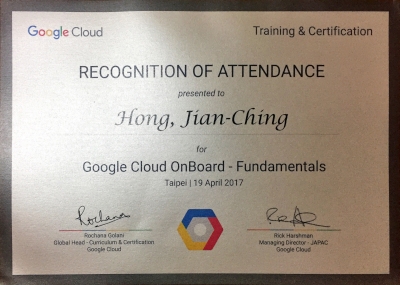 Google Cloud
Training & Certification
RECOGNITION OF ATTENDANCE
presented to
Hong, Jian-Ching
for
Google Cloud OnBoard - Fundamentals
Taipei | 19 April 2017
Rochana
Rochana Golani
Global Head - Curriculum & Certification
Google Cloud
Rick Harshman
Managing Director - JAPAC
Google Cloud